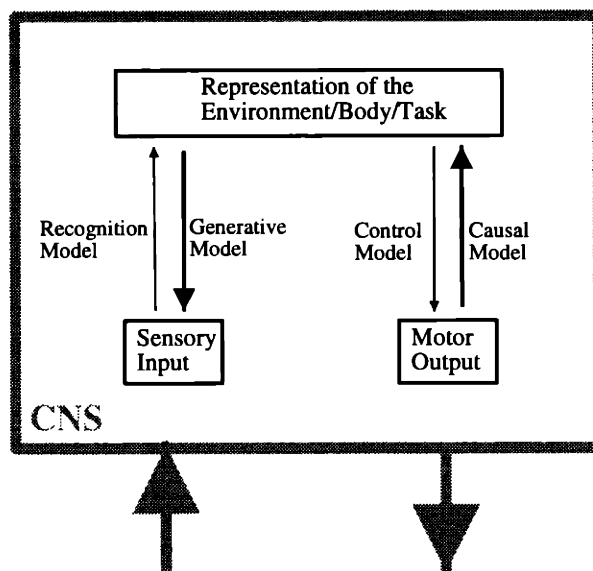 Representation of the
Environment/Body/Task
Recognition
Model
Generative
Model
Control
Model
Causal
Model
Sensory
Input
Motor
Output
CNS